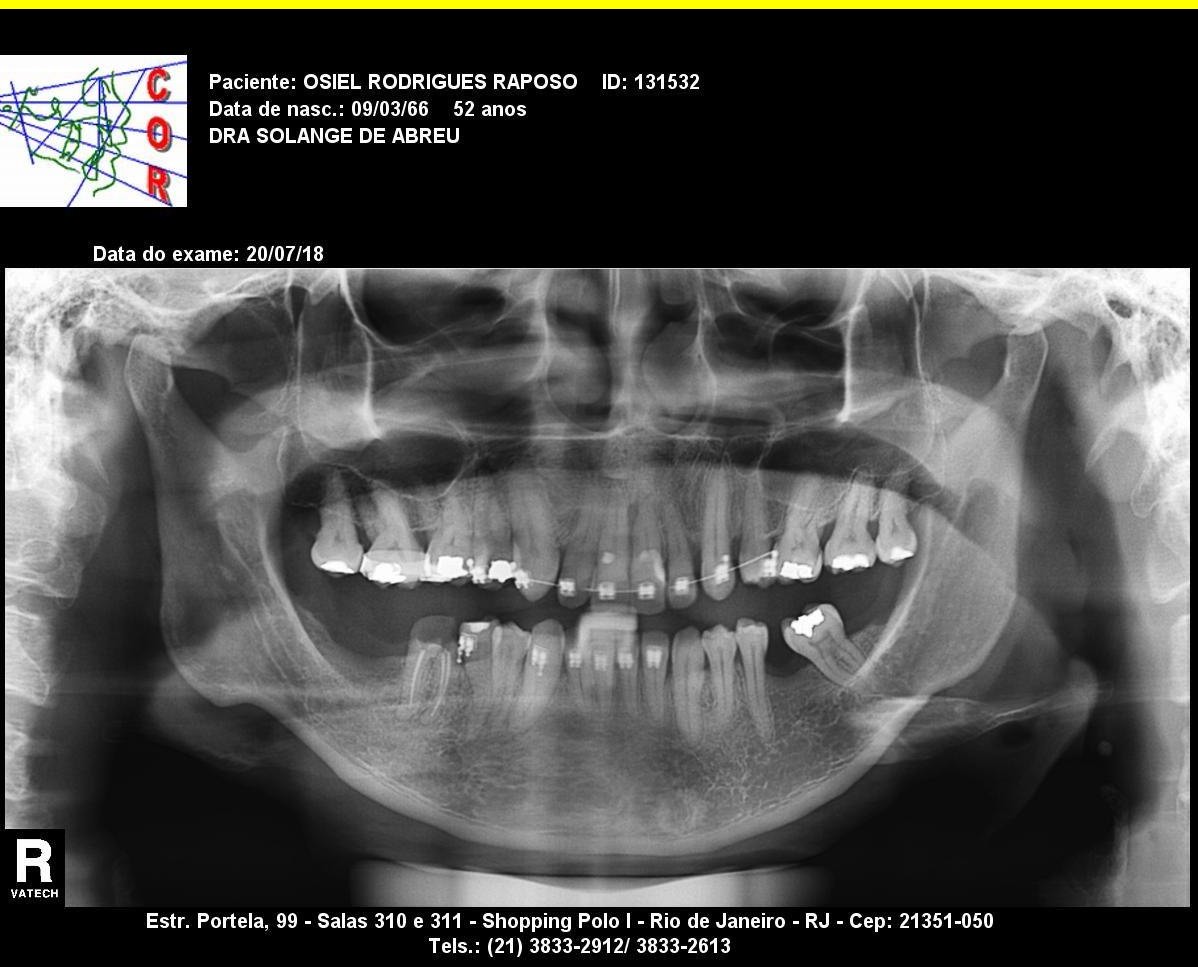 C
O
R
Paciente: OSIEL RODRIGUES RAPOSO ID: 131532
Data de nasc.: 09/03/66 52 anos
DRA SOLANGE DE ABREU
Data do exame: 20/07/18
R
VATECH
Estr. Portela, 99 - Salas 310 e 311 - Shopping Polo I - Rio de Janeiro - RJ - Cep: 21351-050
Tels.: (21) 3833-2912/ 3833-2613